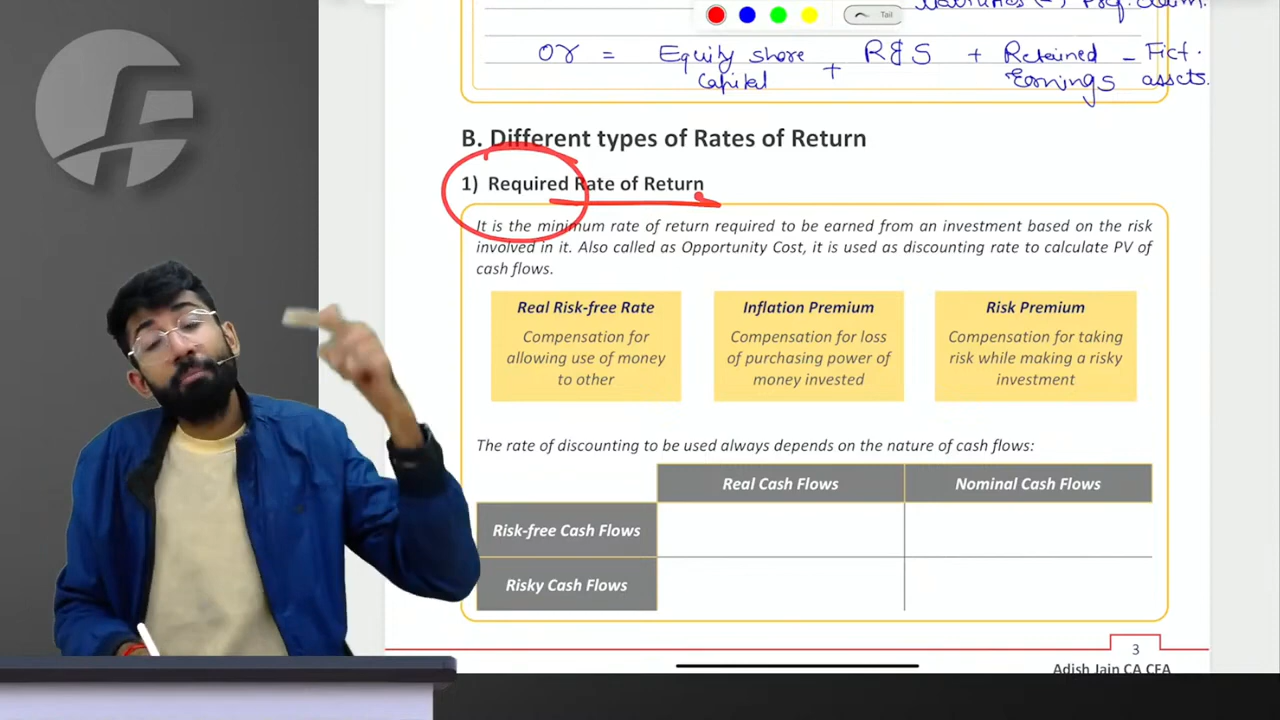 Tail
or = Equity share Capital + R&S + Retained Earnings - Fict. assets.
B. Different types of Rates of Return
1) Required Rate of Return
It is the minimum rate of return required to be earned from an investment based on the risk
involved in it. Also called as Opportunity Cost, it is used as discounting rate to calculate PV of
cash flows.
Real Risk-free Rate
Compensation for
allowing use of money
to other
Inflation Premium
Compensation for loss
of purchasing power of
money invested
Risk Premium
Compensation for taking
risk while making a risky
investment
The rate of discounting to be used always depends on the nature of cash flows:
Real Cash Flows Nominal Cash Flows
Risk-free Cash Flows
Risky Cash Flows
3
Adish Jain CA CFA